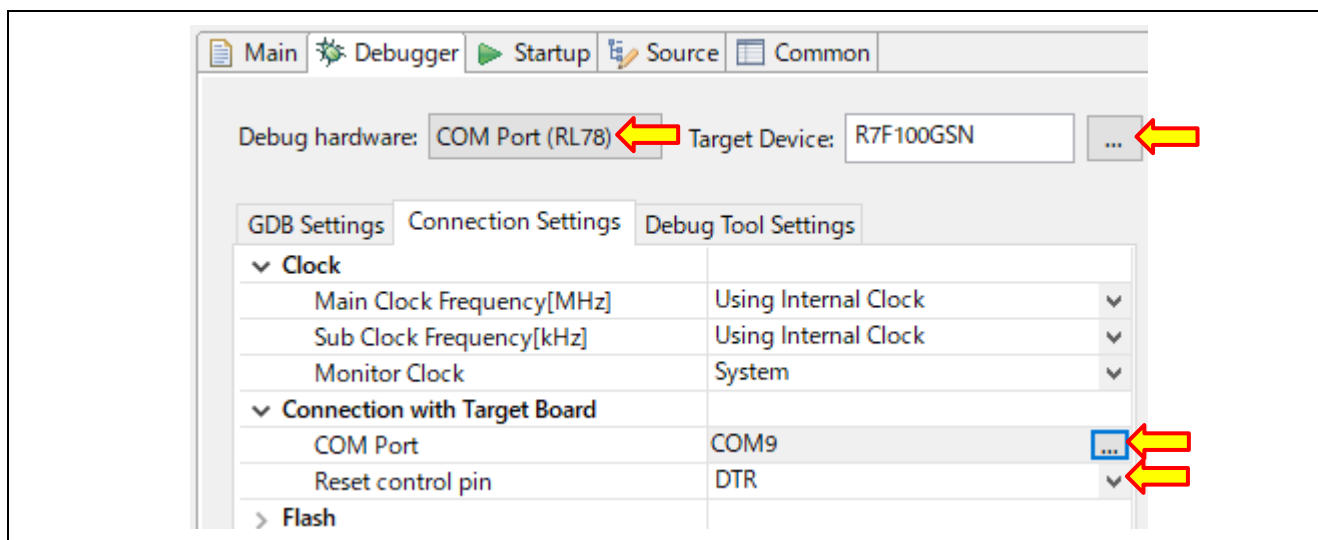 Main Debugger Startup Source Common
Debug hardware: COM Port (RL78) Target Device: R7F100GSN ...
GDB Settings Connection Settings Debug Tool Settings
Clock
Main Clock Frequency[MHz] Using Internal Clock
Sub Clock Frequency[kHz] Using Internal Clock
Monitor Clock System
Connection with Target Board
COM Port COM9 ...
Reset control pin DTR
Flash